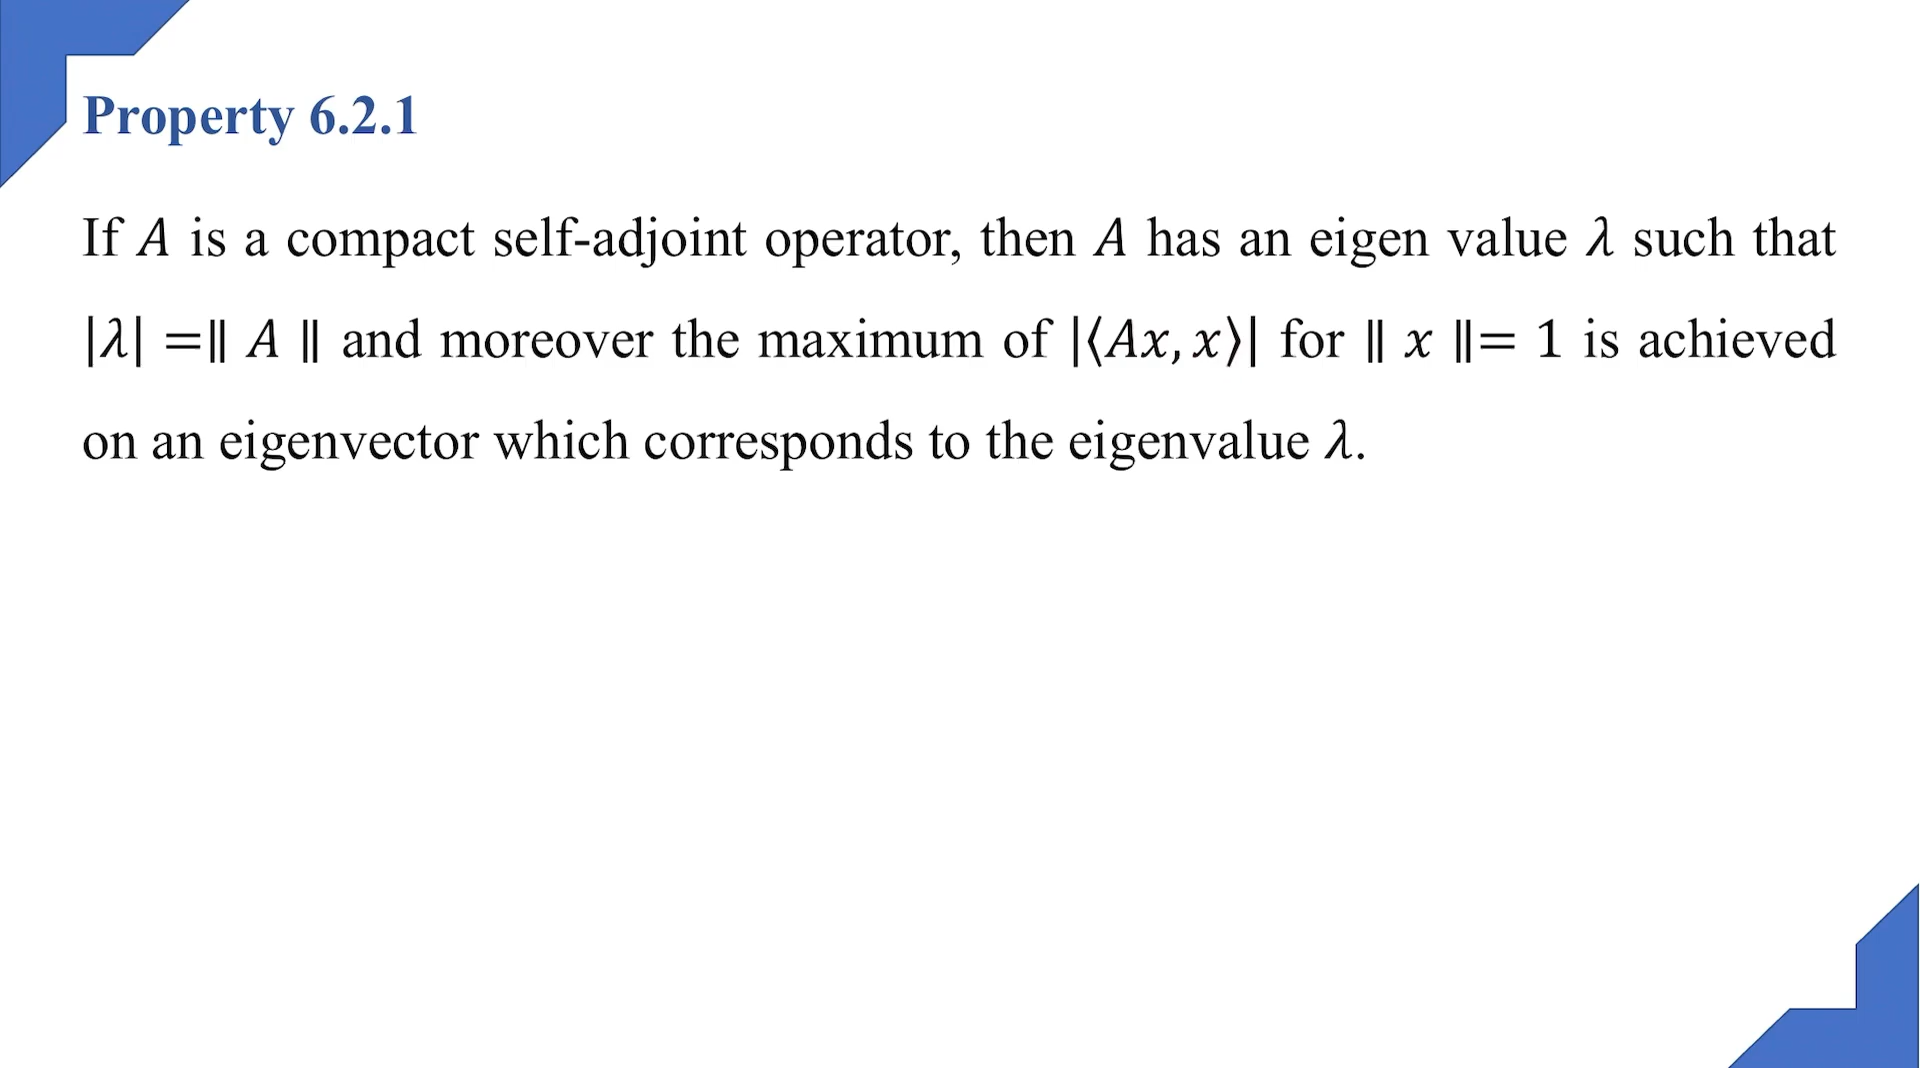 Property 6.2.1
If A is a compact self-adjoint operator, then A has an eigen value λ such that
|λ| =∥ A ∥ and moreover the maximum of |⟨Ax, x⟩| for ∥ x ∥= 1 is achieved
on an eigenvector which corresponds to the eigenvalue λ.